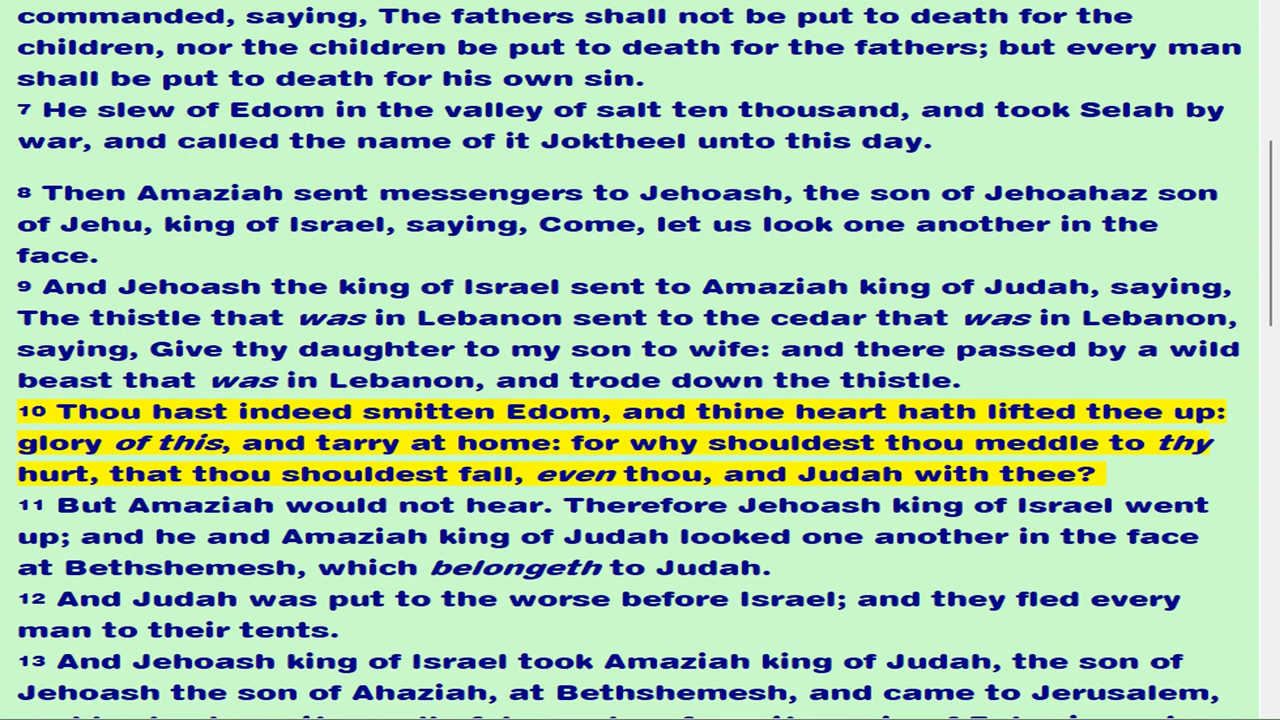 commanded, saying, The fathers shall not be put to death for the
children, nor the children be put to death for the fathers; but every man
shall be put to death for his own sin.
7 He slew of Edom in the valley of salt ten thousand, and took Selah by
war, and called the name of it Joktheel unto this day.
8 Then Amaziah sent messengers to Jehoash, the son of Jehoahaz son
of Jehu, king of Israel, saying, Come, let us look one another in the
face.
9 And Jehoash the king of Israel sent to Amaziah king of Judah, saying,
The thistle that was in Lebanon sent to the cedar that was in Lebanon,
saying, Give thy daughter to my son to wife: and there passed by a wild
beast that was in Lebanon, and trode down the thistle.
10 Thou hast indeed smitten Edom, and thine heart hath lifted thee up:
glory of this, and tarry at home: for why shouldest thou meddle to thy
hurt, that thou shouldest fall, even thou, and Judah with thee?
11 But Amaziah would not hear. Therefore Jehoash king of Israel went
up; and he and Amaziah king of Judah looked one another in the face
at Bethshemesh, which belongeth to Judah.
12 And Judah was put to the worse before Israel; and they fled every
man to their tents.
13 And Jehoash king of Israel took Amaziah king of Judah, the son of
Jehoash the son of Ahaziah, at Bethshemesh, and came to Jerusalem,